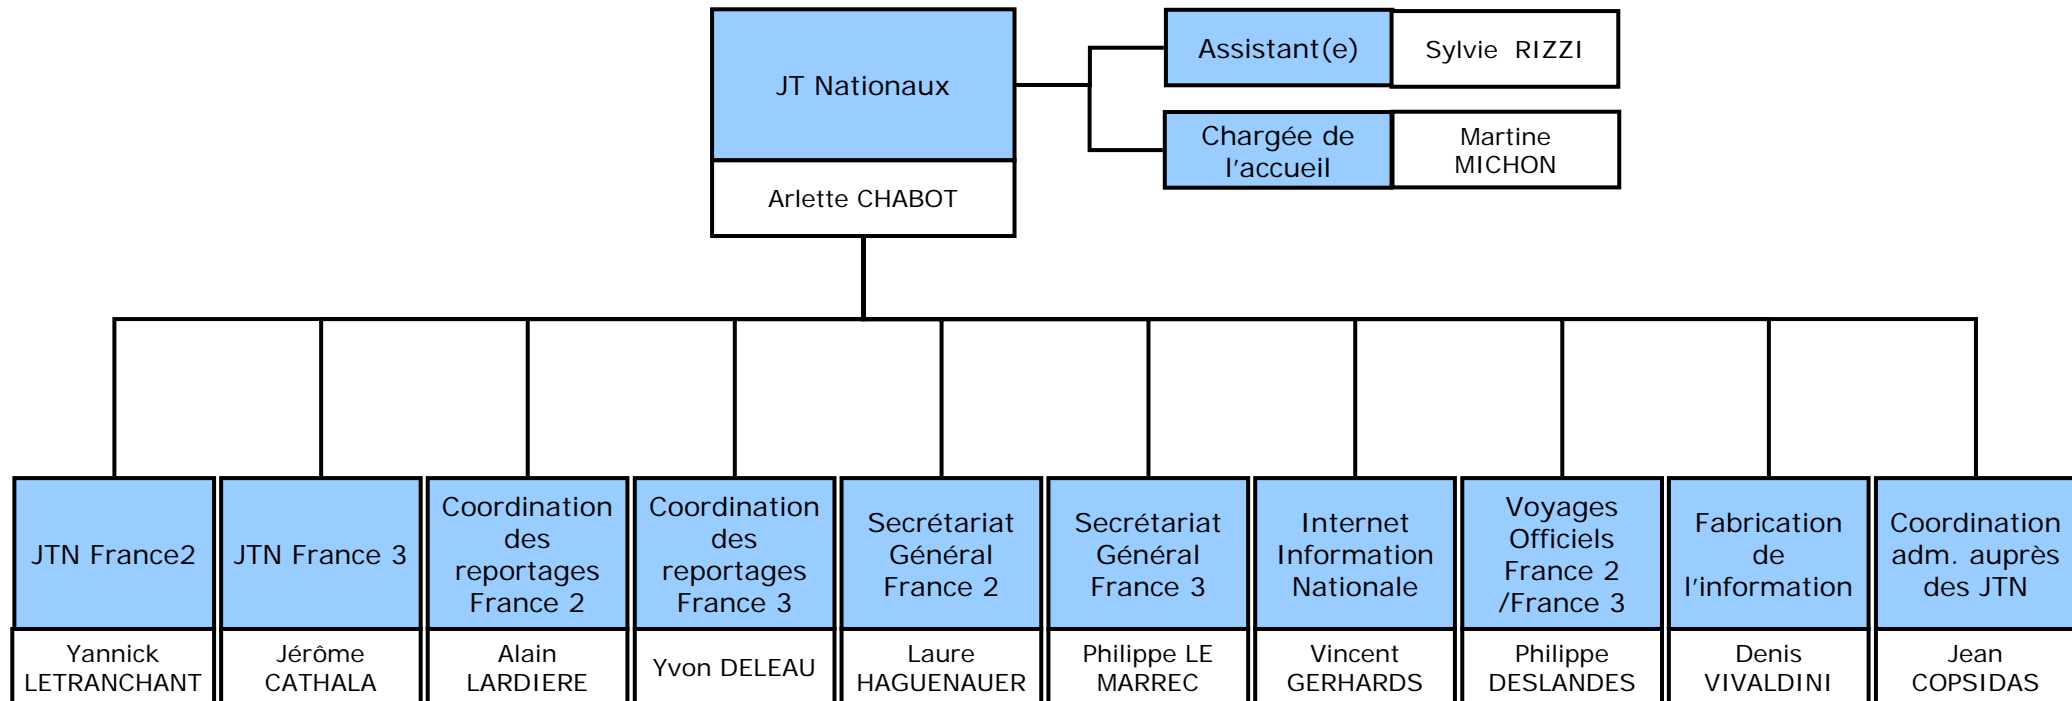 JT Nationaux
Arlette CHABOT
Assistant(e)
Sylvie RIZZI
Chargée de
l'accueil
Martine
MICHON
JTN France2
Yannick
LETRANCHANT
JTN France 3
Jérôme
CATHALA
Coordination
des
reportages
France 2
Alain
LARDIERE
Coordination
des
reportages
France 3
Yvon DELEAU
Secrétariat
Général
France 2
Laure
HAGUENAUER
Secrétariat
Général
France 3
Philippe LE
MARREC
Internet
Information
Nationale
Vincent
GERHARDS
Voyages
Officiels
France 2
/France 3
Philippe
DESLANDES
Fabrication
de
l'information
Denis
VIVALDINI
Coordination
adm. auprès
des JTN
Jean
COPSIDAS